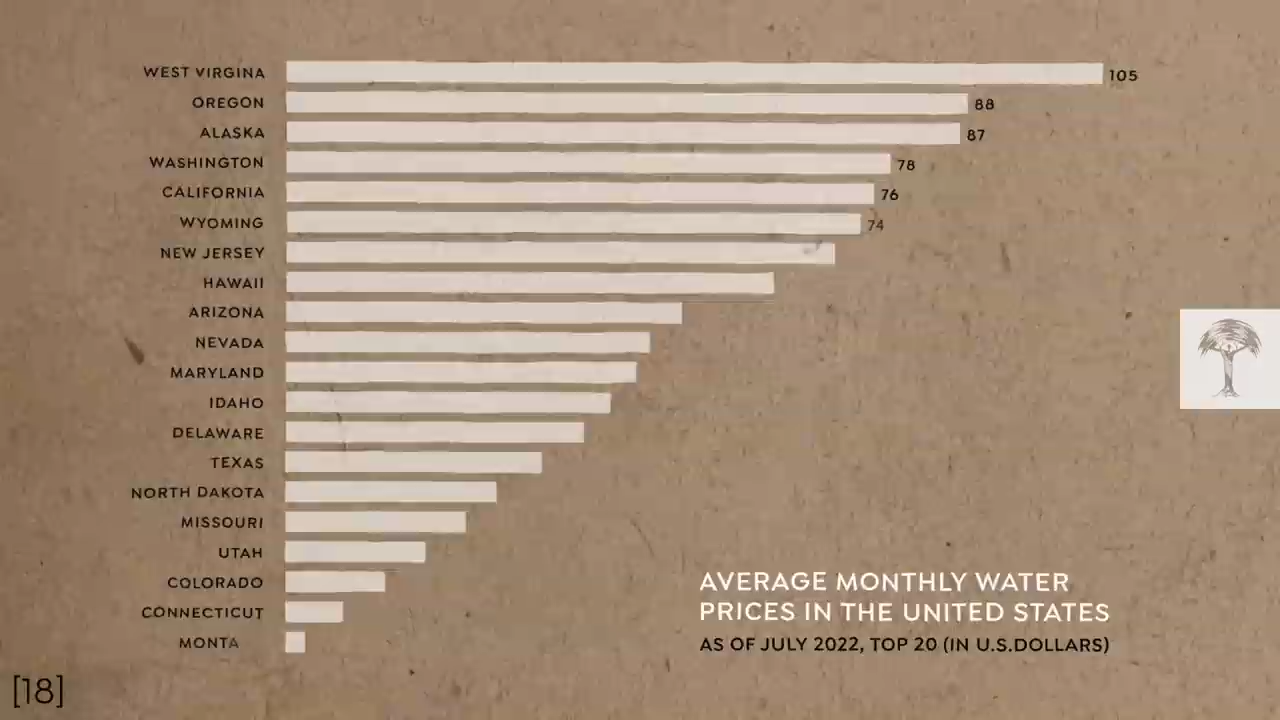 WEST VIRGINA 105
OREGON 88
ALASKA 87
WASHINGTON 78
CALIFORNIA 76
WYOMING 74
NEW JERSEY
HAWAII
ARIZONA
NEVADA
MARYLAND
IDAHO
DELAWARE
TEXAS
NORTH DAKOTA
MISSOURI
UTAH
COLORADO
CONNECTICUT
MONTA
AVERAGE MONTHLY WATER
PRICES IN THE UNITED STATES
AS OF JULY 2022, TOP 20 (IN U.S.DOLLARS)
[18]